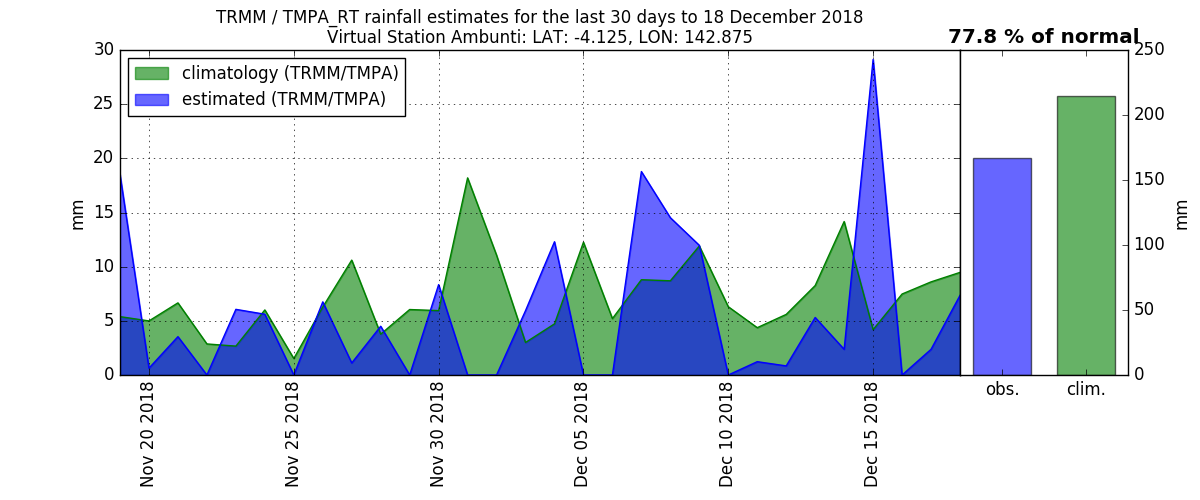 TRMM / TMPA_RT rainfall estimates for the last 30 days to 18 December 2018
Virtual Station Ambunti: LAT: -4.125, LON: 142.875
77.8 % of normal
climatology (TRMM/TMPA)
estimated (TRMM/TMPA)
30
25
20
15
10
5
0
mm
Nov 20 2018
Nov 25 2018
Nov 30 2018
Dec 05 2018
Dec 10 2018
Dec 15 2018
250
200
150
100
50
0
mm
obs.
clim.